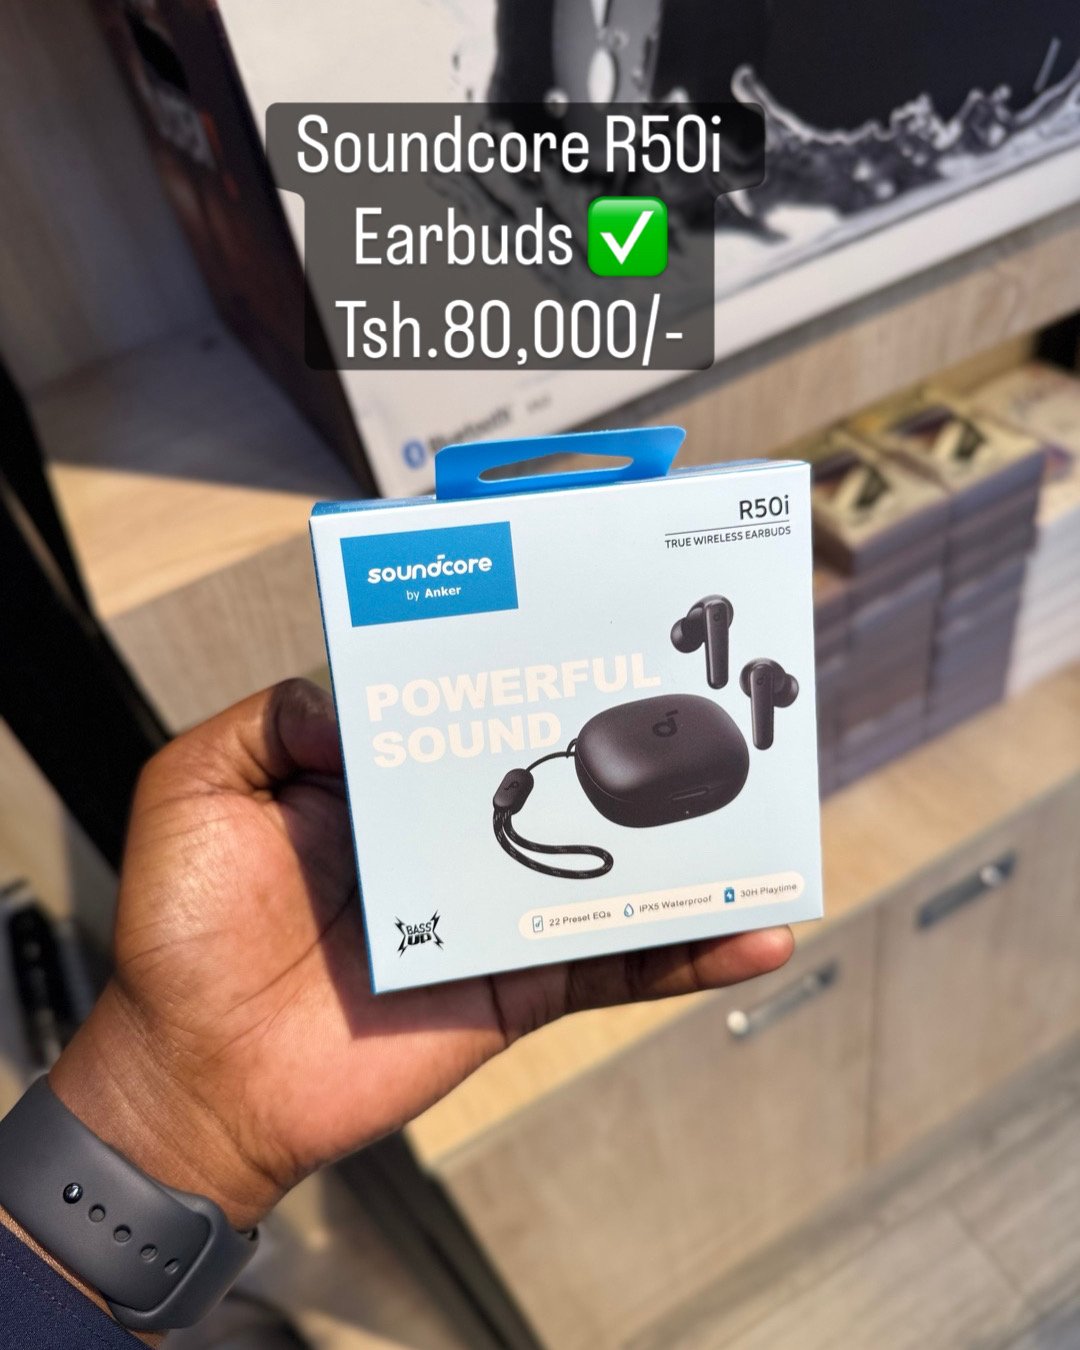 Soundcore R50i
Earbuds ✅
Tsh.80,000/-
Bluetooth
R50i
TRUE WIRELESS EARBUDS
soundcore
by Anker
POWERFUL
SOUND
BASS
UP
22 Preset EQs
IPX5 Waterproof
30H Playtime